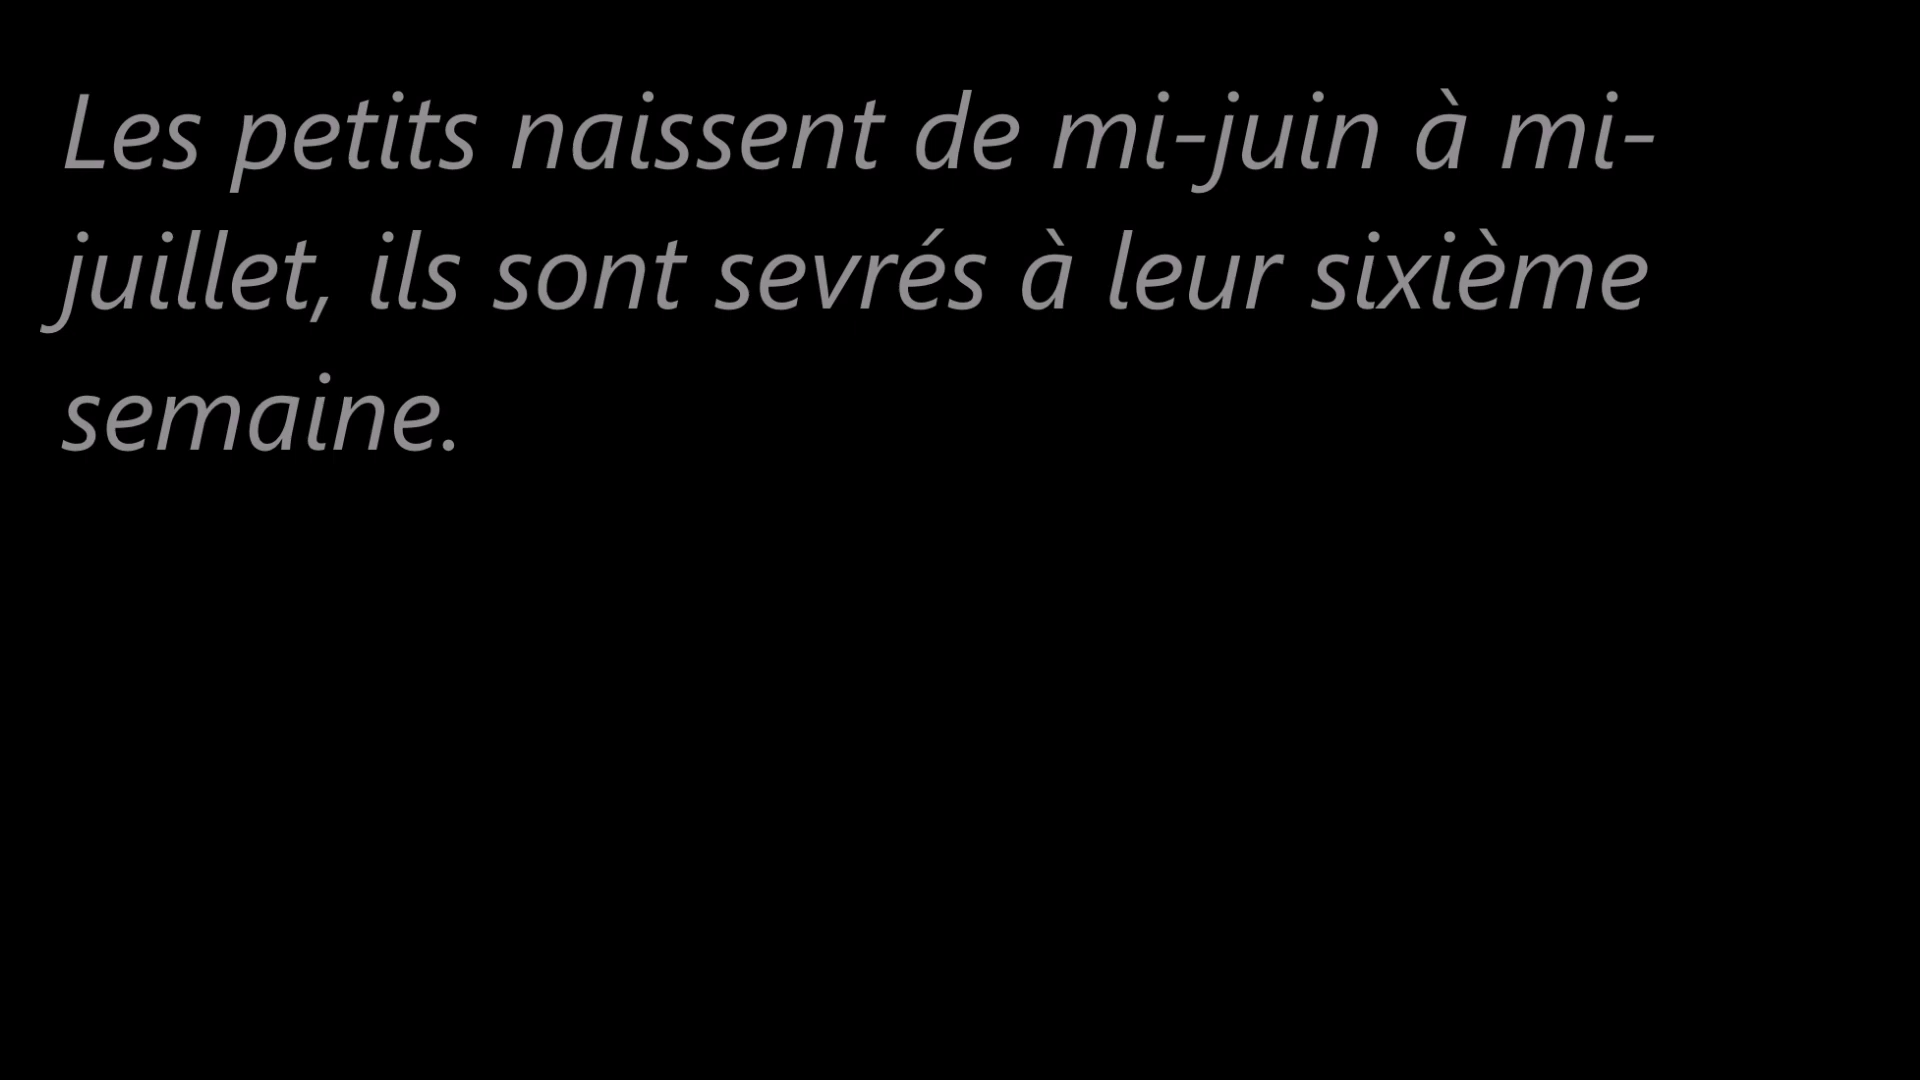 Les petits naissent de mi-juin à mi-
juillet, ils sont sevrés à leur sixième
semaine.